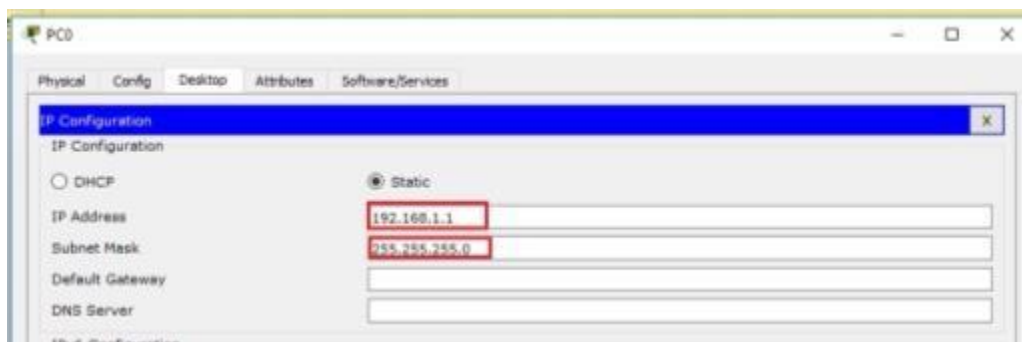 PC0
Physical Config Desktop Attributes Software/Services
IP Configuration X
IP Configuration
DHCP Static
IP Address 192.168.1.1
Subnet Mask 255.255.255.0
Default Gateway
DNS Server